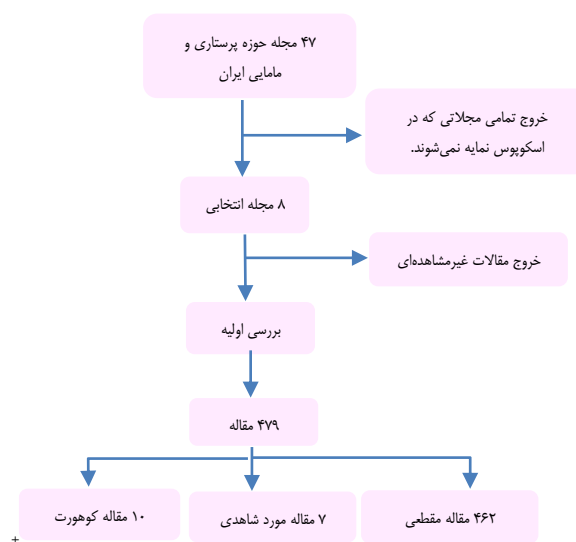 ۴۷ مجله حوزه پرستاری و
مامایی ایران
خروج تمامی مجلاتی که در
اسکوپوس نمایه نمی‌شوند.
۸ مجله انتخابی
خروج مقالات غیرمشاهده‌ای
بررسی اولیه
۴۷۹ مقاله
۴۶۲ مقاله مقطعی
۷ مقاله مورد شاهدی
۱۰ مقاله کوهورت
+